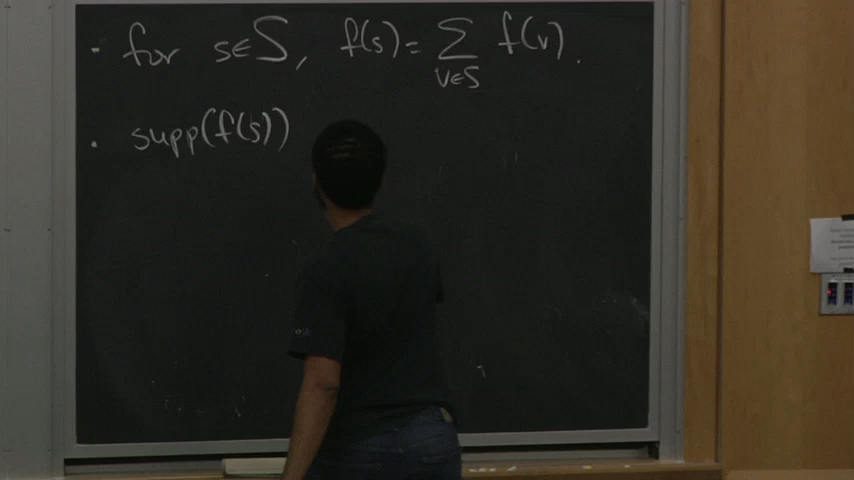 · for s∈S, f(s) = ∑ f(v).
v∈S
· supp(f(s))